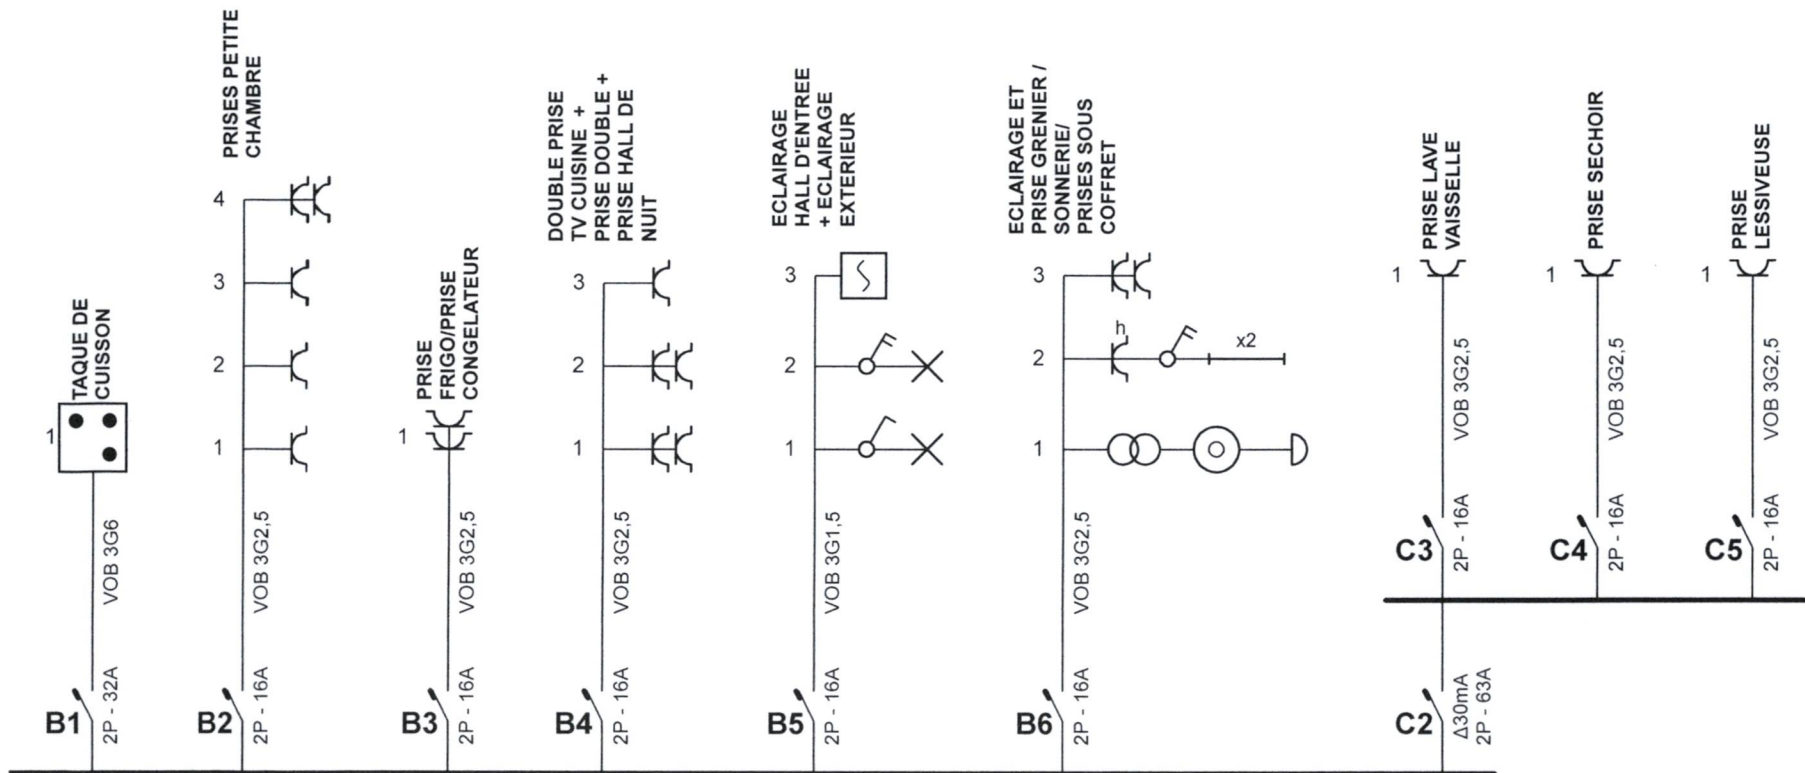 TAQUE DE
CUISSON
1
VOB 3G6
2P - 32A
B1
PRISES PETITE
CHAMBRE
4
3
2
1
VOB 3G2,5
2P - 16A
B2
PRISE
FRIGO/PRISE
CONGELATEUR
1
VOB 3G2,5
2P - 16A
B3
DOUBLE PRISE
TV CUISINE +
PRISE DOUBLE +
PRISE HALL DE
NUIT
3
2
1
VOB 3G2,5
2P - 16A
B4
ECLAIRAGE
HALL D'ENTREE
+ ECLAIRAGE
EXTERIEUR
3
2
1
VOB 3G1,5
2P - 16A
B5
ECLAIRAGE ET
PRISE GRENIER /
SONNERIE/
PRISES SOUS
COFFRET
3
h
x2
2
1
VOB 3G2,5
2P - 16A
B6
PRISE LAVE
VAISSELLE
1
VOB 3G2,5
2P - 16A
C3
PRISE SECHOIR
1
VOB 3G2,5
2P - 16A
C4
PRISE
LESSIVEUSE
1
VOB 3G2,5
2P - 16A
C5
C2
Δ30mA
2P - 63A